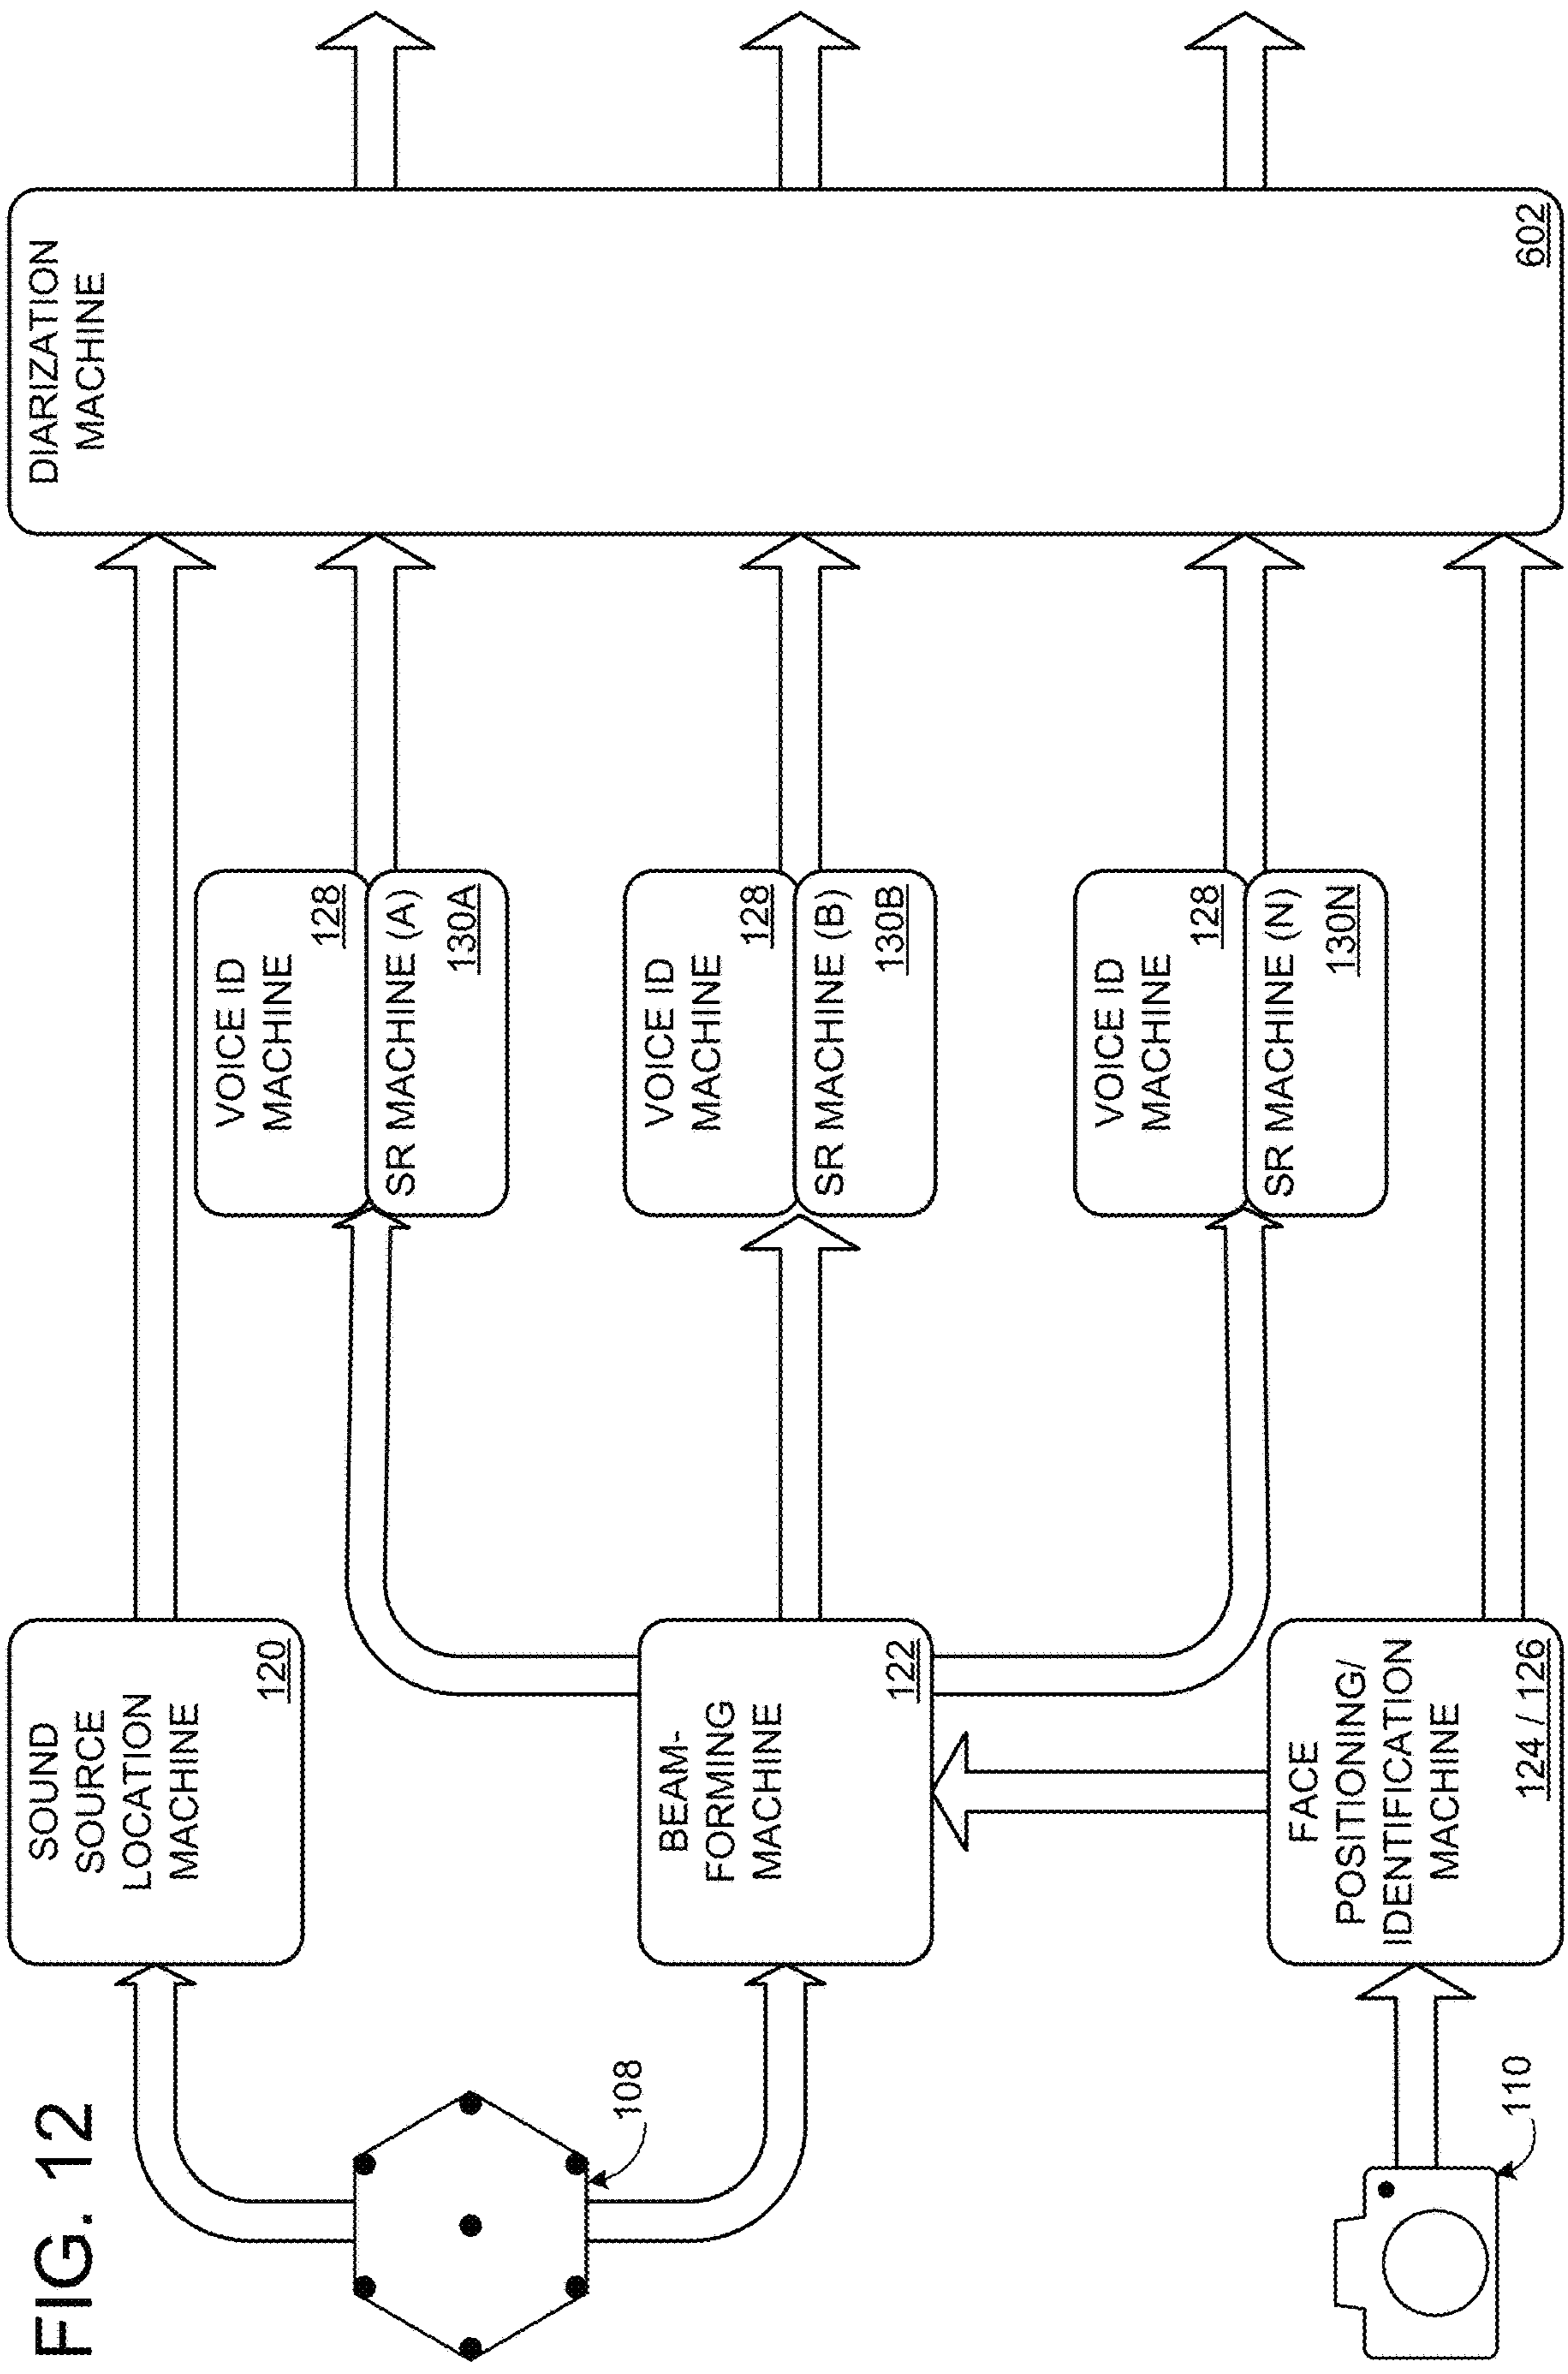 FIG. 12
108
110
SOUND
SOURCE
LOCATION
MACHINE
120
BEAM-
FORMING
MACHINE
122
FACE
POSITIONING/
IDENTIFICATION
MACHINE
124 / 126
VOICE ID
MACHINE
128
SR MACHINE (A)
130A
VOICE ID
MACHINE
128
SR MACHINE (B)
130B
VOICE ID
MACHINE
128
SR MACHINE (N)
130N
DIARIZATION
MACHINE
602